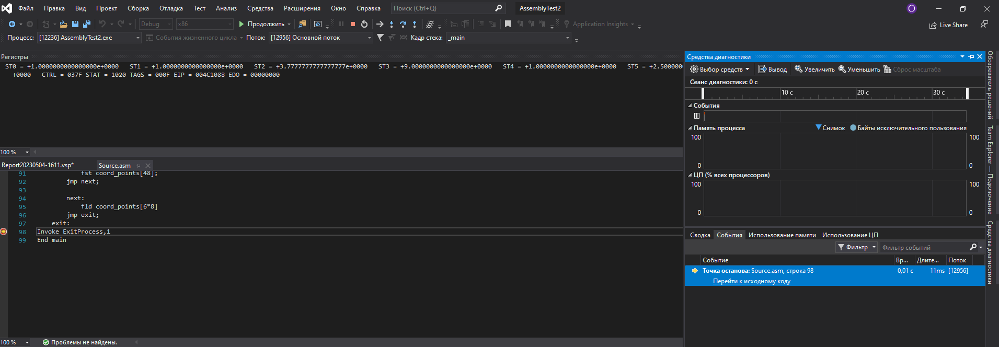 Файл Правка Вид Проект Сборка Отладка Тест Анализ Средства Расширения Окно Справка Поиск (Ctrl+Q) AssemblyTest2 O
Debug x86 Продолжить Application Insights Live Share
Процесс: [12236] AssemblyTest2.exe События жизненного цикла Поток: [12956] Основной поток Кадр стека: _main
Регистры
ST0 = +1.0000000000000000e+0000 ST1 = +1.0000000000000000e+0000 ST2 = +3.7777777777777777e+0000 ST3 = +9.0000000000000000e+0000 ST4 = +1.0000000000000000e+0000 ST5 = +2.500000
+0000 CTRL = 037F STAT = 1020 TAGS = 000F EIP = 004C1088 EDO = 00000000
100 %
Report20230504-1611.vsp* Source.asm
91 fst coord_points[48];
92 jmp next;
93
94 next:
95 fld coord_points[6*8]
96 jmp exit;
97 exit:
98 Invoke ExitProcess,1
99 End main
100 % Проблемы не найдены.
Средства диагностики
Выбор средств Вывод Увеличить Уменьшить Сброс масштаба
Сеанс диагностики: 0 с
10 с 20 с 30 с
События
Память процесса Снимок Байты исключительного пользования
100 100
0 0
ЦП (% всех процессоров)
100 100
0 0
Сводка События Использование памяти Использование ЦП
Фильтр Фильтр событий
Событие Вр... Длите... Поток
Точка останова: Source.asm, строка 98 0,01 с 11ms [12956]
Перейти к исходному коду
Обозреватель решений
Team Explorer — Подключение
Средства диагностики